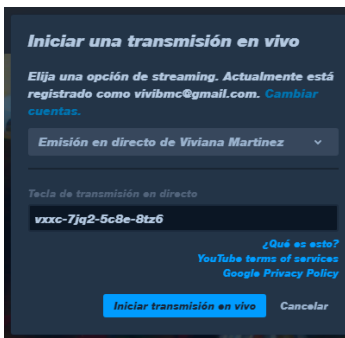 Iniciar una transmisión en vivo
Elija una opción de streaming. Actualmente está
registrado como vivibmc@gmail.com. Cambiar
cuentas.
Emisión en directo de Viviana Martinez
Tecla de transmisión en directo
vxxc-7jq2-5c8e-8tz6
¿Qué es esto?
YouTube terms of services
Google Privacy Policy
Iniciar transmisión en vivo Cancelar